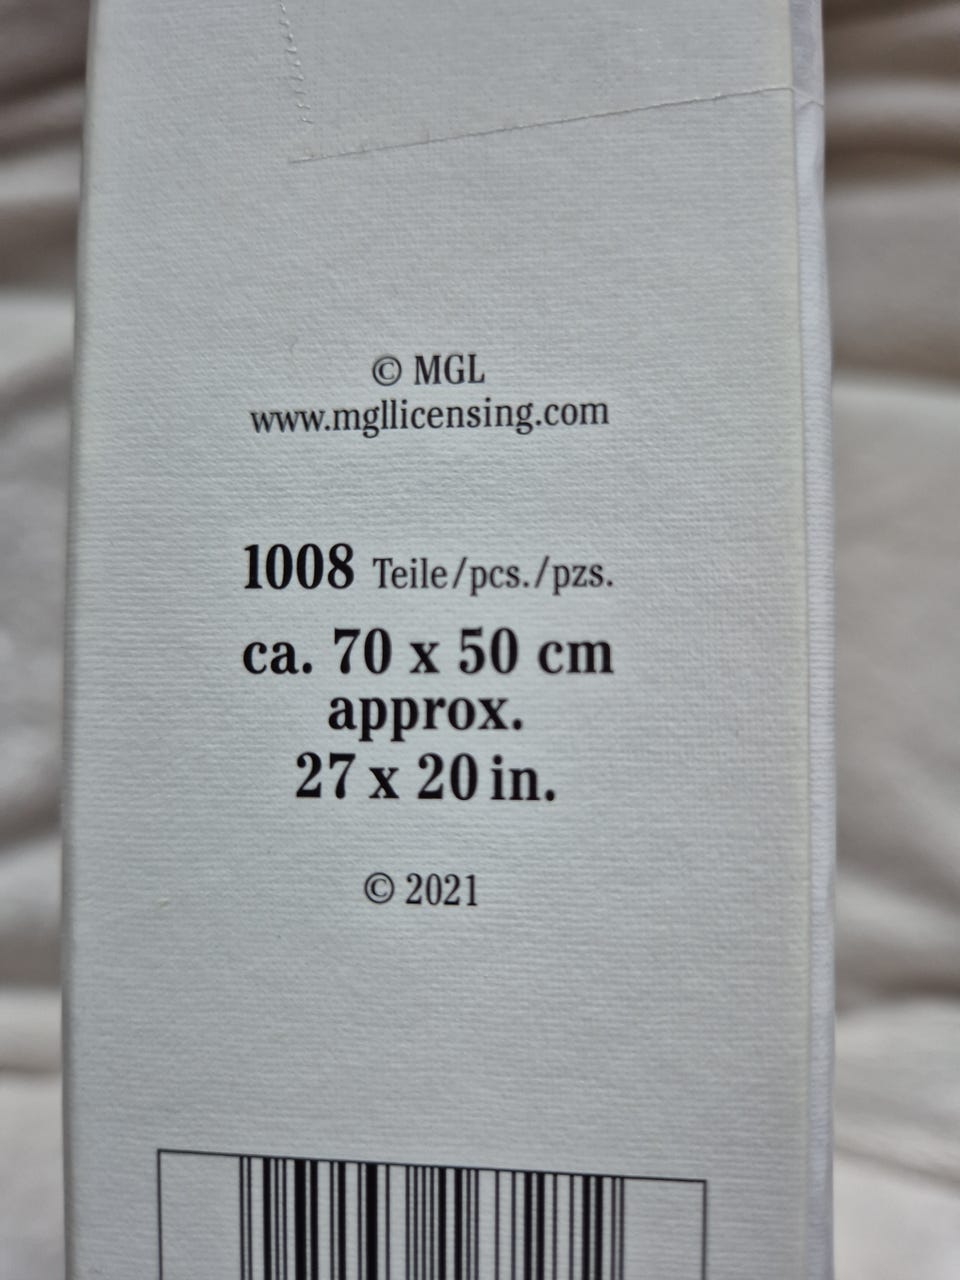 © MGL
www.mgllicensing.com
1008 Teile/pcs./pzs.
ca. 70 x 50 cm
approx.
27 x 20 in.
© 2021